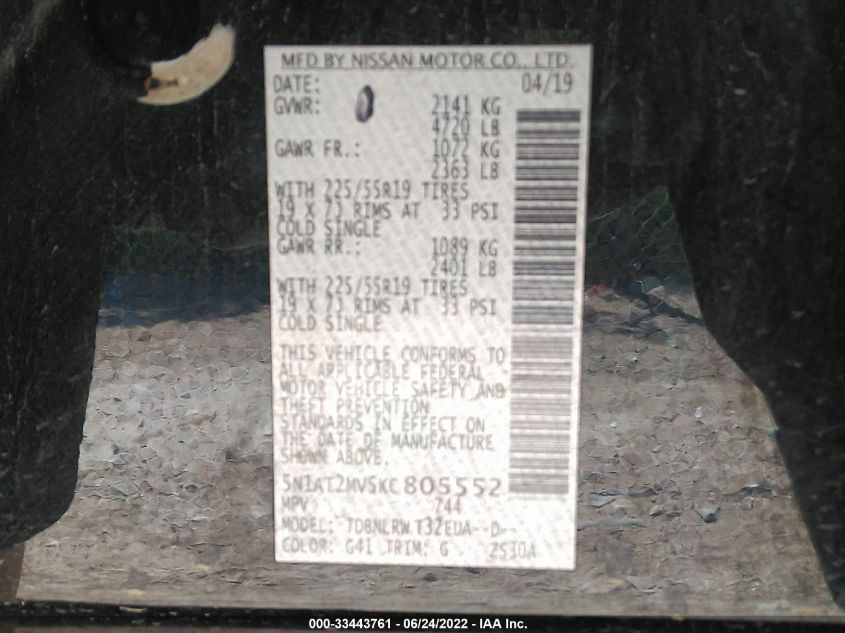 MFD BY NISSAN MOTOR CO., LTD.
DATE: 04/19
GVWR: 2141 KG
4720 LB
GAWR FR.: 1072 KG
2363 LB
WITH 225/55R19 TIRES
19 X 7J RIMS AT 33 PSI
COLD SINGLE
GAWR RR.: 1089 KG
2401 LB
WITH 225/55R19 TIRES
19 X 7J RIMS AT 33 PSI
COLD SINGLE
THIS VEHICLE CONFORMS TO
ALL APPLICABLE FEDERAL
MOTOR VEHICLE SAFETY AND
THEFT PREVENTION
STANDARDS IN EFFECT ON
THE DATE OF MANUFACTURE
SHOWN ABOVE.
5N1AT2MV5KC805552
MPV 744
MODEL: TDBNLRWT32EUA--D--
COLOR: G41 TRIM: G ZS30A
000-33443761 - 06/24/2022 - IAA Inc.